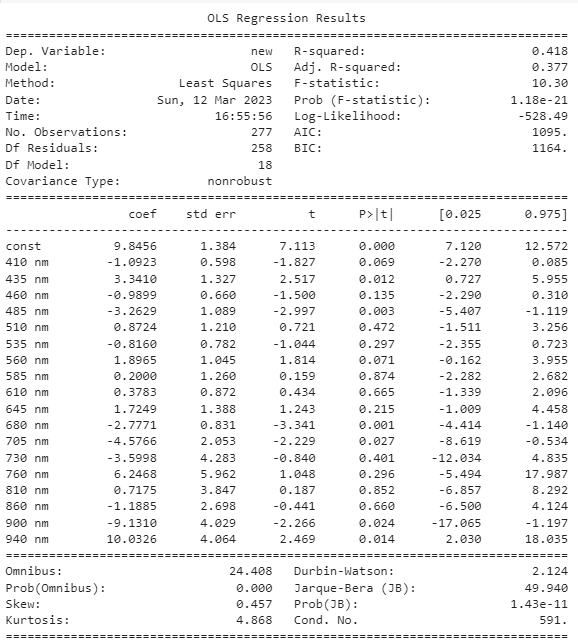 OLS Regression Results
==============================================================================
Dep. Variable: new R-squared: 0.418
Model: OLS Adj. R-squared: 0.377
Method: Least Squares F-statistic: 10.30
Date: Sun, 12 Mar 2023 Prob (F-statistic): 1.18e-21
Time: 16:55:56 Log-Likelihood: -528.49
No. Observations: 277 AIC: 1095.
Df Residuals: 258 BIC: 1164.
Df Model: 18
Covariance Type: nonrobust
==============================================================================
coef std err t P>|t| [0.025 0.975]
------------------------------------------------------------------------------
const 9.8456 1.384 7.113 0.000 7.120 12.572
410 nm -1.0923 0.598 -1.827 0.069 -2.270 0.085
435 nm 3.3410 1.327 2.517 0.012 0.727 5.955
460 nm -0.9899 0.660 -1.500 0.135 -2.290 0.310
485 nm -3.2629 1.089 -2.997 0.003 -5.407 -1.119
510 nm 0.8724 1.210 0.721 0.472 -1.511 3.256
535 nm -0.8160 0.782 -1.044 0.297 -2.355 0.723
560 nm 1.8965 1.045 1.814 0.071 -0.162 3.955
585 nm 0.2000 1.260 0.159 0.874 -2.282 2.682
610 nm 0.3783 0.872 0.434 0.665 -1.339 2.096
645 nm 1.7249 1.388 1.243 0.215 -1.009 4.458
680 nm -2.7771 0.831 -3.341 0.001 -4.414 -1.140
705 nm -4.5766 2.053 -2.229 0.027 -8.619 -0.534
730 nm -3.5998 4.283 -0.840 0.401 -12.034 4.835
760 nm 6.2468 5.962 1.048 0.296 -5.494 17.987
810 nm 0.7175 3.847 0.187 0.852 -6.857 8.292
860 nm -1.1885 2.698 -0.441 0.660 -6.500 4.124
900 nm -9.1310 4.029 -2.266 0.024 -17.065 -1.197
940 nm 10.0326 4.064 2.469 0.014 2.030 18.035
==============================================================================
Omnibus: 24.408 Durbin-Watson: 2.124
Prob(Omnibus): 0.000 Jarque-Bera (JB): 49.940
Skew: 0.457 Prob(JB): 1.43e-11
Kurtosis: 4.868 Cond. No. 591.
==============================================================================